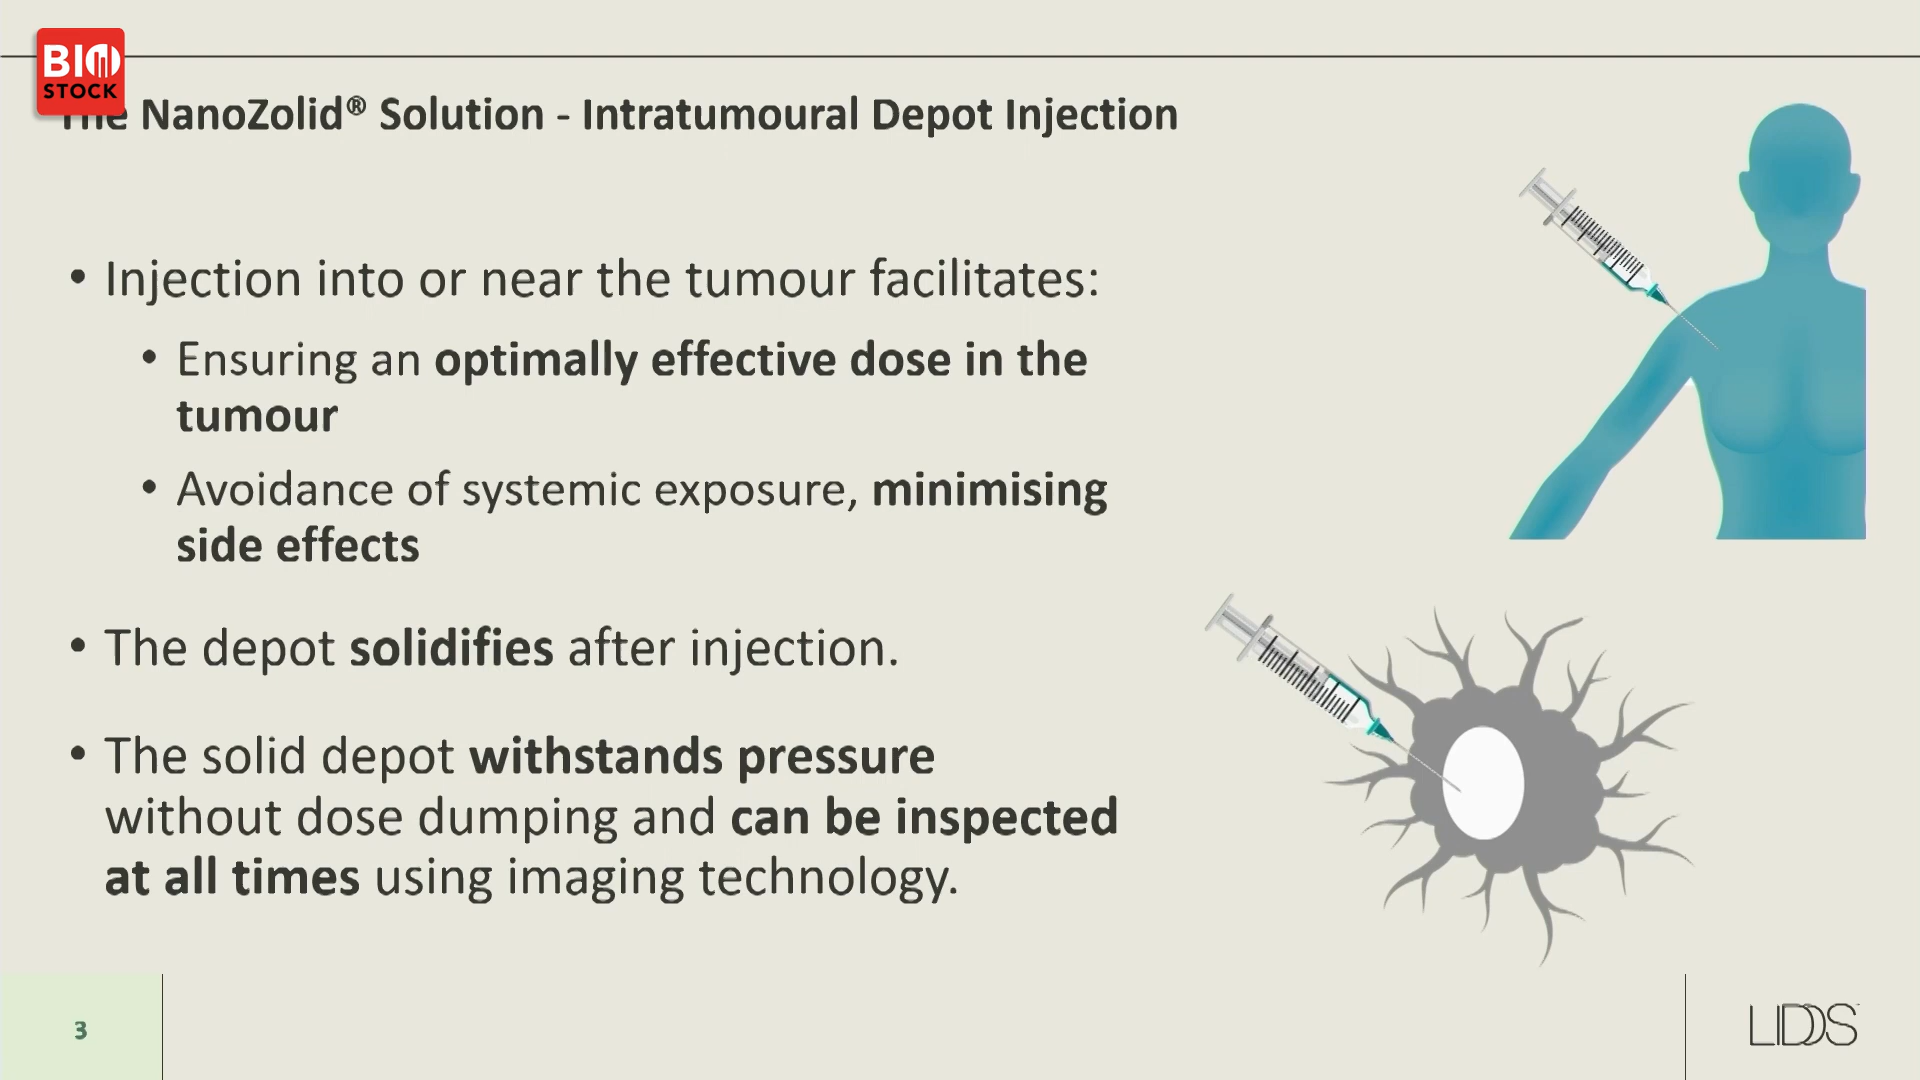 BIO
STOCK
The NanoZolid® Solution - Intratumoural Depot Injection
• Injection into or near the tumour facilitates:
• Ensuring an optimally effective dose in the
tumour
• Avoidance of systemic exposure, minimising
side effects
• The depot solidifies after injection.
• The solid depot withstands pressure
without dose dumping and can be inspected
at all times using imaging technology.
3
LIDDS